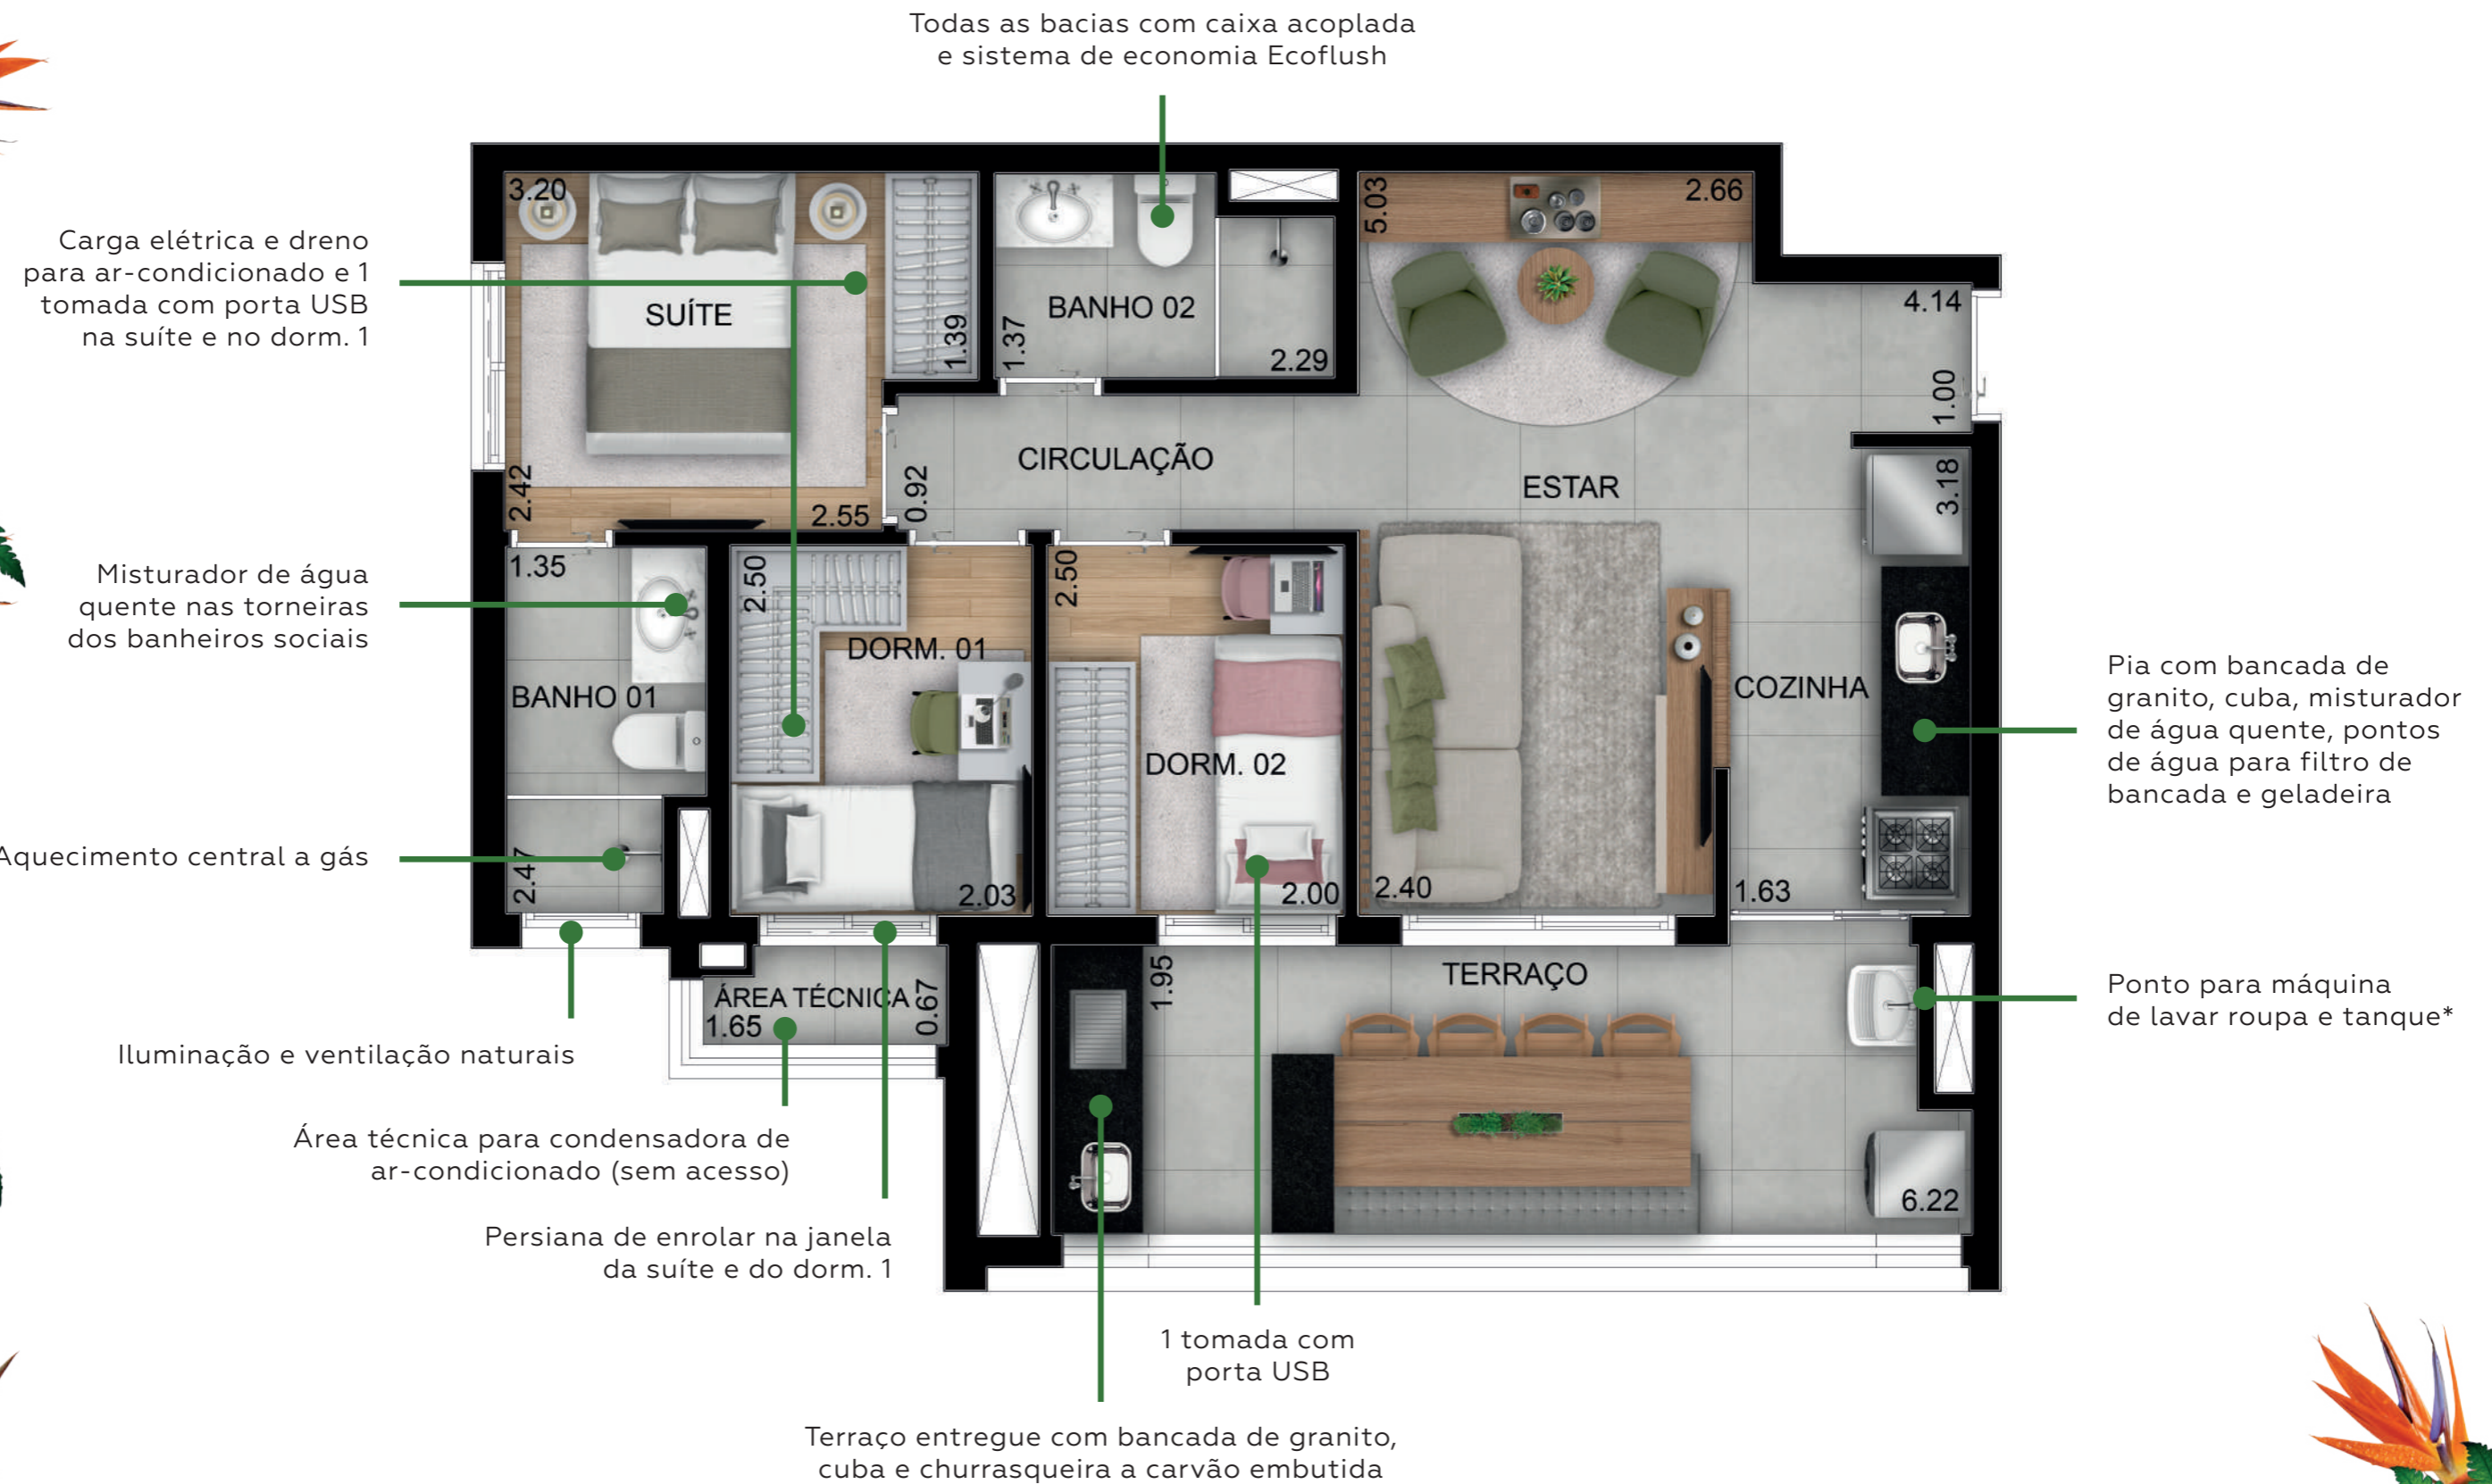 Todas as bacias com caixa acoplada
e sistema de economia Ecoflush
Carga elétrica e dreno
para ar-condicionado e 1
tomada com porta USB
na suíte e no dorm. 1
Misturador de água
quente nas torneiras
dos banheiros sociais
Aquecimento central a gás
Iluminação e ventilação naturais
Área técnica para condensadora de
ar-condicionado (sem acesso)
Persiana de enrolar na janela
da suíte e do dorm. 1
3.20
SUÍTE
1.39
2.42
2.55
1.37
BANHO 02
2.29
5.03
2.66
4.14
1.00
0.92
CIRCULAÇÃO
ESTAR
3.18
1.35
BANHO 01
2.47
2.50
DORM. 01
2.03
2.50
DORM. 02
2.00
2.40
COZINHA
1.63
ÁREA TÉCNICA
1.65
0.67
1.95
TERRAÇO
6.22
Pia com bancada de
granito, cuba, misturador
de água quente, pontos
de água para filtro de
bancada e geladeira
Ponto para máquina
de lavar roupa e tanque*
1 tomada com
porta USB
Terraço entregue com bancada de granito,
cuba e churrasqueira a carvão embutida